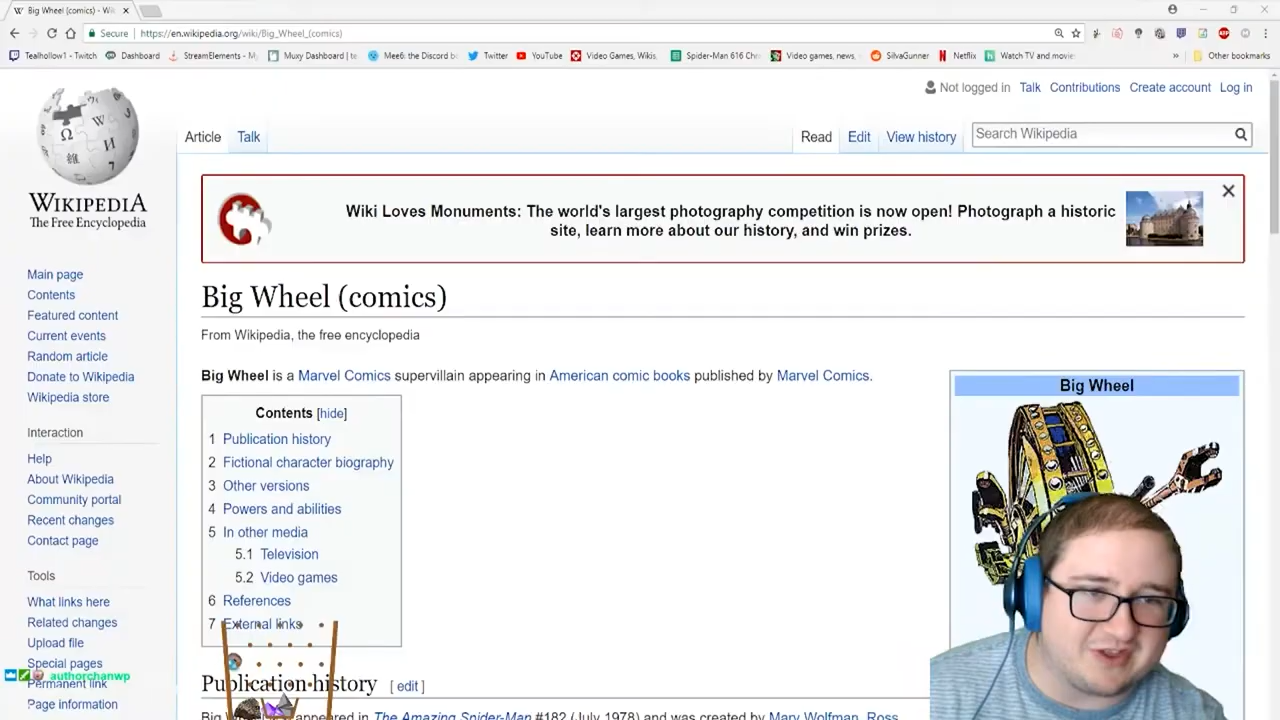 Big Wheel (comics) - Wi
Secure
https://en.wikipedia.org/wiki/Big_Wheel_(comics)
Tealhollow1 - Twitch
Dashboard
StreamElements - My
Muxy Dashboard | te
Mee6: the Discord bo
Twitter
YouTube
Video Games, Wikis,
Spider-Man 616 Chr
Video games, news,
SilvaGunner
Netflix
Watch TV and movie
»
Other bookmarks
WIKIPEDIA
The Free Encyclopedia
Not logged in Talk Contributions Create account Log in
Article Talk
Read Edit View history
Search Wikipedia
Wiki Loves Monuments: The world's largest photography competition is now open! Photograph a historic
site, learn more about our history, and win prizes.
Big Wheel (comics)
From Wikipedia, the free encyclopedia
Big Wheel is a Marvel Comics supervillain appearing in American comic books published by Marvel Comics.
Contents [hide]
1 Publication history
2 Fictional character biography
3 Other versions
4 Powers and abilities
5 In other media
5.1 Television
5.2 Video games
6 References
7 External links
Publication history [ edit ]
Big Wheel appeared in The Amazing Spider-Man #182 (July 1978) and was created by Marv Wolfman, Ross
Big Wheel
Main page
Contents
Featured content
Current events
Random article
Donate to Wikipedia
Wikipedia store
Interaction
Help
About Wikipedia
Community portal
Recent changes
Contact page
Tools
What links here
Related changes
Upload file
Special pages
authorchanwp
Permanent link
Page information